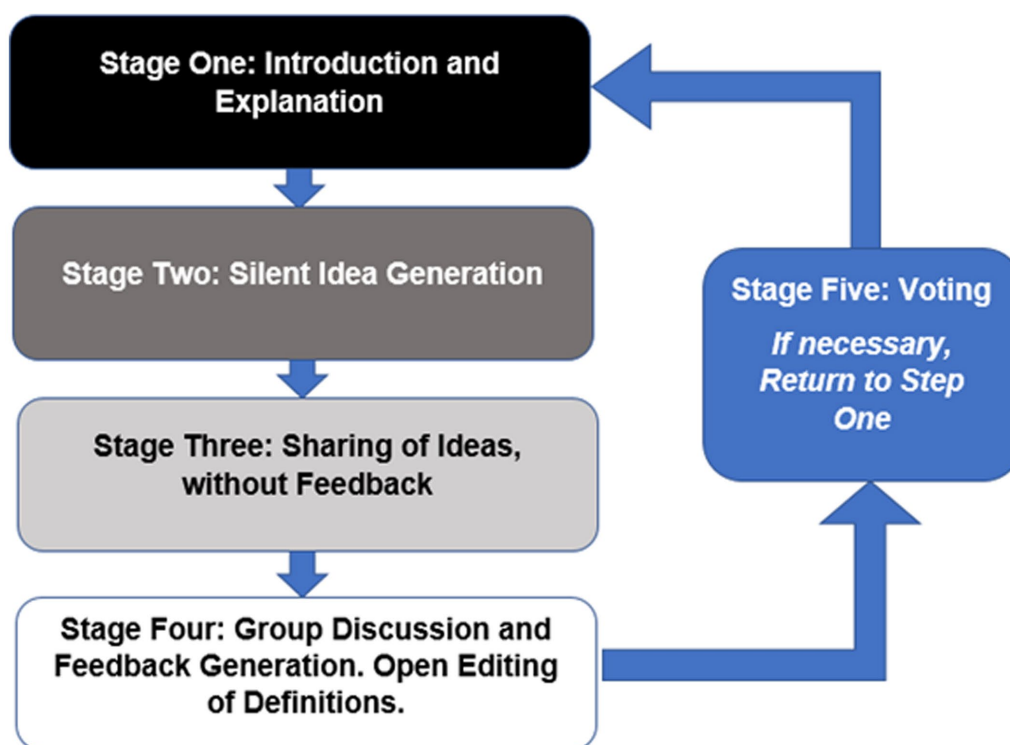 Stage One: Introduction and
Explanation
Stage Two: Silent Idea Generation
Stage Three: Sharing of Ideas,
without Feedback
Stage Four: Group Discussion and
Feedback Generation. Open Editing
of Definitions.
Stage Five: Voting
If necessary,
Return to Step
One